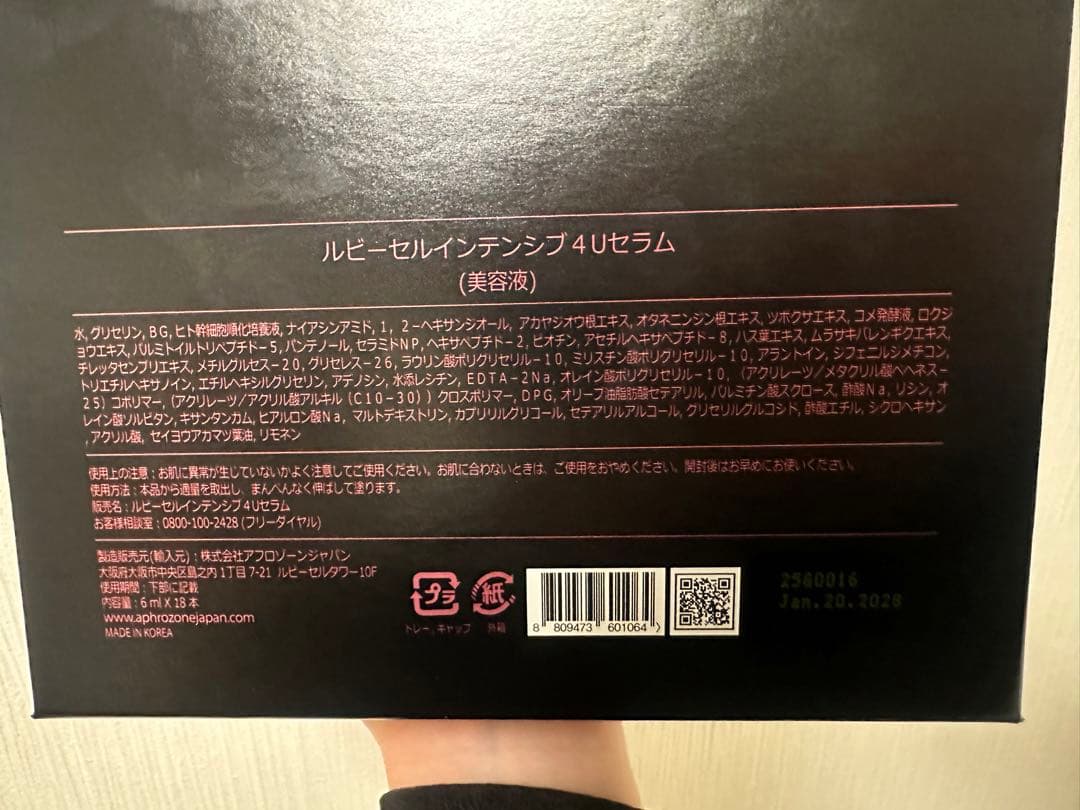 ルビーセルインテンシブ4Uセラム
(美容液)
水, グリセリン, BG, ヒト幹細胞順化培養液, ナイアシンアミド, 1, 2-ヘキサンジオール, アカヤジオウ根エキス, オタネニンジン根エキス, ツボクサエキス, コメ発酵液, ロクジ
ョウエキス, パルミトイルトリペプチド-5, パンテノール, セラミドNP, ヘキサペプチド-2, ビオチン, アセチルヘキサペプチド-8, ハス葉エキス, ムラサキバレンギクエキス,
チレッタセンブリエキス, メチルグルセス-20, グリセレス-26, ラウリン酸ポリグリセリル-10, ミリスチン酸ポリグリセリル-10, アラントイン, ジフェニルジメチコン,
トリエチルヘキサノイン, エチルヘキシルグリセリン, アデノシン, 水添レシチン, EDTA-2Na, オレイン酸ポリグリセリル-10, (アクリレーツ/メタクリル酸ベヘネス-
25) コポリマー, (アクリレーツ/アクリル酸アルキル (C10-30)) クロスポリマー, DPG, オリーブ油脂肪酸セテアリル, パルミチン酸スクロース, 酢酸Na, リシン, オ
レイン酸ソルビタン, キサンタンガム, ヒアルロン酸Na, マルトデキストリン, カプリリルグリコール, セテアリルアルコール, グリセリルグルコシド, 酢酸エチル, シクロヘキサン
, アクリル酸, セイヨウアカマツ葉油, リモネン
使用上の注意 : お肌に異常が生じていないかよく注意してご使用ください。お肌に合わないときは、ご使用をおやめください。開封後はお早めにお使いください。
使用方法 : 本品から適量を取出し、まんべんなく伸ばして塗ります。
販売名 : ルビーセルインテンシブ4Uセラム
お客様相談室 : 0800-100-2428 (フリーダイヤル)
製造販売元(輸入元) : 株式会社アフロゾーンジャパン
大阪府大阪市中央区島之内 1丁目 7-21 ルビーセルタワー10F
使用期間 : 下部に記載
内容量 : 6 ml X 18 本
www.aphrozonejapan.com
MADE IN KOREA
プラ
トレー, キャップ
紙
外箱
8 809473 601064
25G0016
Jan.20.2028